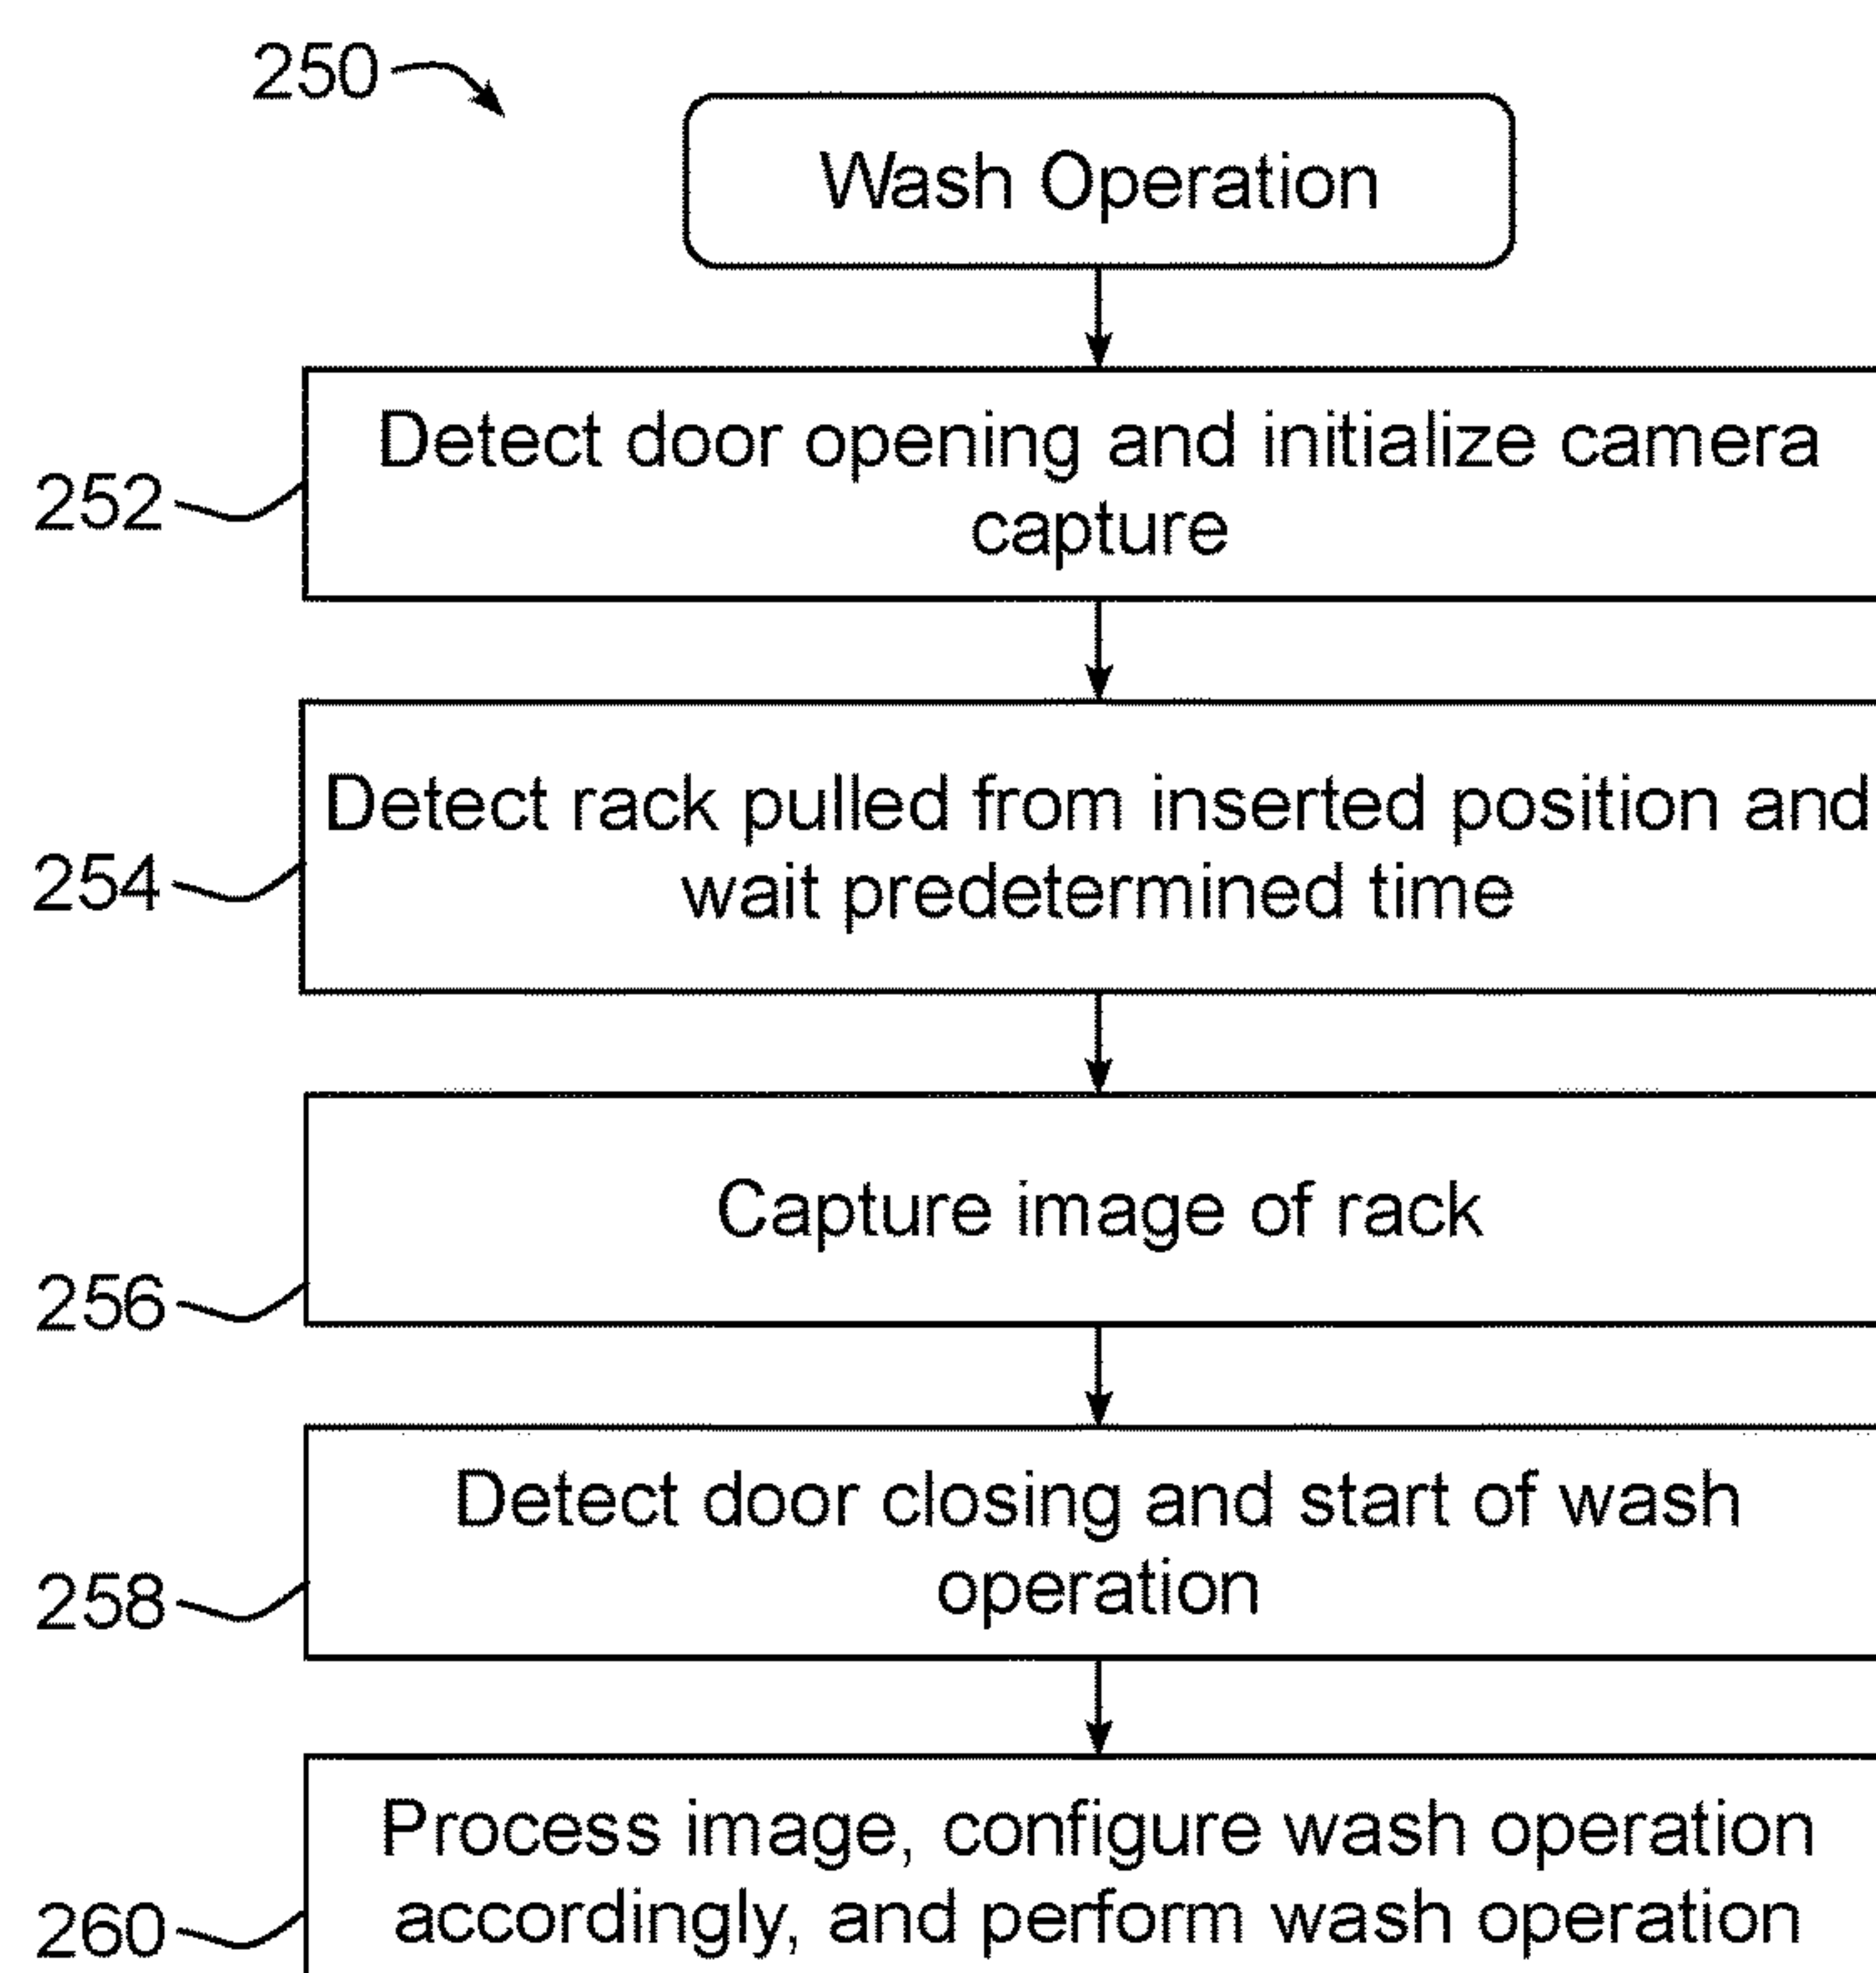 250
Wash Operation
252
Detect door opening and initialize camera
capture
254
Detect rack pulled from inserted position and
wait predetermined time
256
Capture image of rack
258
Detect door closing and start of wash
operation
260
Process image, configure wash operation
accordingly, and perform wash operation